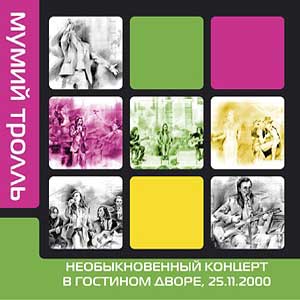 МУМИЙ ТРОЛЛЬ
НЕОБЫКНОВЕННЫЙ КОНЦЕРТ
В ГОСТИНОМ ДВОРЕ, 25.11.2000